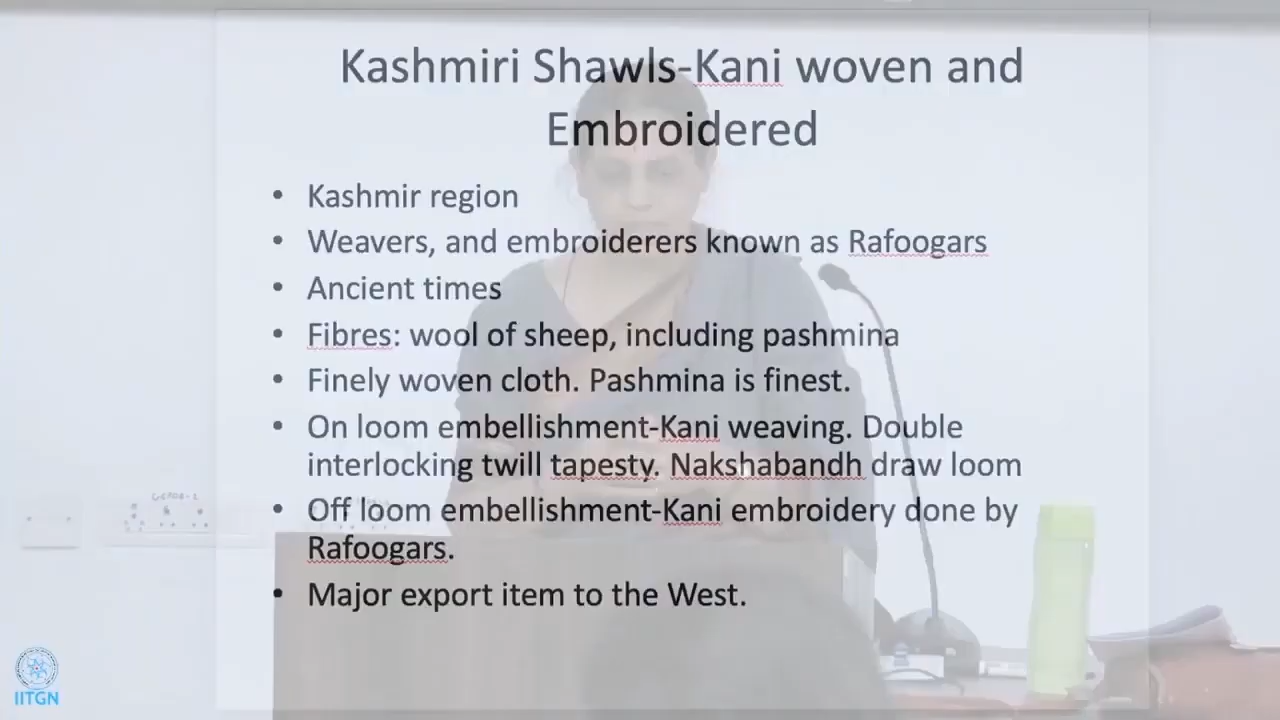 Kashmiri Shawls-Kani woven and
Embroidered
• Kashmir region
• Weavers, and embroiderers known as Rafoogars
• Ancient times
• Fibres: wool of sheep, including pashmina
• Finely woven cloth. Pashmina is finest.
• On loom embellishment-Kani weaving. Double
interlocking twill tapesty. Nakshabandh draw loom
• Off loom embellishment-Kani embroidery done by
Rafoogars.
• Major export item to the West.
IITGN